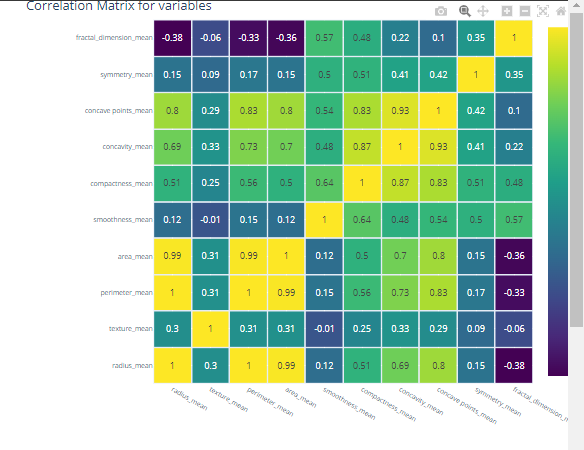 Correlation Matrix for variables
fractal_dimension_mean -0.38 -0.06 -0.33 -0.36 0.57 0.48 0.22 0.1 0.35 1
symmetry_mean 0.15 0.09 0.17 0.15 0.5 0.51 0.41 0.42 1 0.35
concave points_mean 0.8 0.29 0.83 0.8 0.54 0.83 0.93 1 0.42 0.1
concavity_mean 0.69 0.33 0.73 0.7 0.48 0.87 1 0.93 0.41 0.22
compactness_mean 0.51 0.25 0.56 0.5 0.64 1 0.87 0.83 0.51 0.48
smoothness_mean 0.12 -0.01 0.15 0.12 1 0.64 0.48 0.54 0.5 0.57
area_mean 0.99 0.31 0.99 1 0.12 0.5 0.7 0.8 0.15 -0.36
perimeter_mean 1 0.31 1 0.99 0.15 0.56 0.73 0.83 0.17 -0.33
texture_mean 0.3 1 0.31 0.31 -0.01 0.25 0.33 0.29 0.09 -0.06
radius_mean 1 0.3 1 0.99 0.12 0.51 0.69 0.8 0.15 -0.38
radius_mean texture_mean perimeter_mean area_mean smoothness_mean compactness_mean concavity_mean concave points_mean symmetry_mean fractal_dimension_m